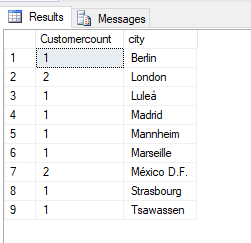 Results Messages
Customercount city
1 1 Berlin
2 2 London
3 1 Luleå
4 1 Madrid
5 1 Mannheim
6 1 Marseille
7 2 México D.F.
8 1 Strasbourg
9 1 Tsawassen